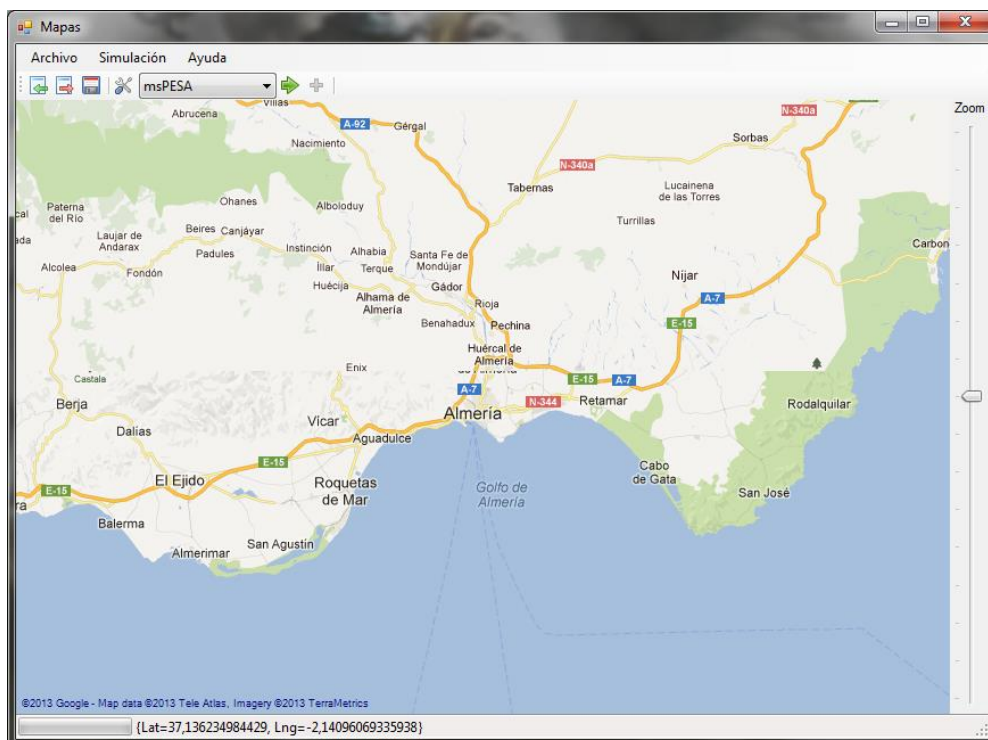 Mapas
Archivo Simulación Ayuda
msPESA
Zoom
Villas
N-340a
Abrucena
A-92
Gérgal
Nacimiento
Sorbas
N-340a
Tabernas
Lucainena
de las Torres
Paterna
del Río
Ohanes
Alboloduy
Turrillas
Laujar de
Andarax
Beires
Canjáyar
Padules
Instinción
Alhabia
Santa Fe de
Mondújar
Carbon
Alcolea
Fondón
Illar
Terque
Níjar
Huécija
Gádor
Alhama de
Almería
Rioja
A-7
Benahadux
Pechina
E-15
Huércal de
Almería
Enix
Castala
E-15
A-7
A-7
Berja
Almería
N-344
Retamar
Rodalquilar
Dalías
Vícar
Aguadulce
E-15
El Ejido
Roquetas
de Mar
Golfo de
Almería
Cabo
de Gata
San José
E-15
Balerma
Almerimar
San Agustín
©2013 Google - Map data ©2013 Tele Atlas, Imagery ©2013 TerraMetrics
{Lat=37,136234984429, Lng=-2,14096069335938}